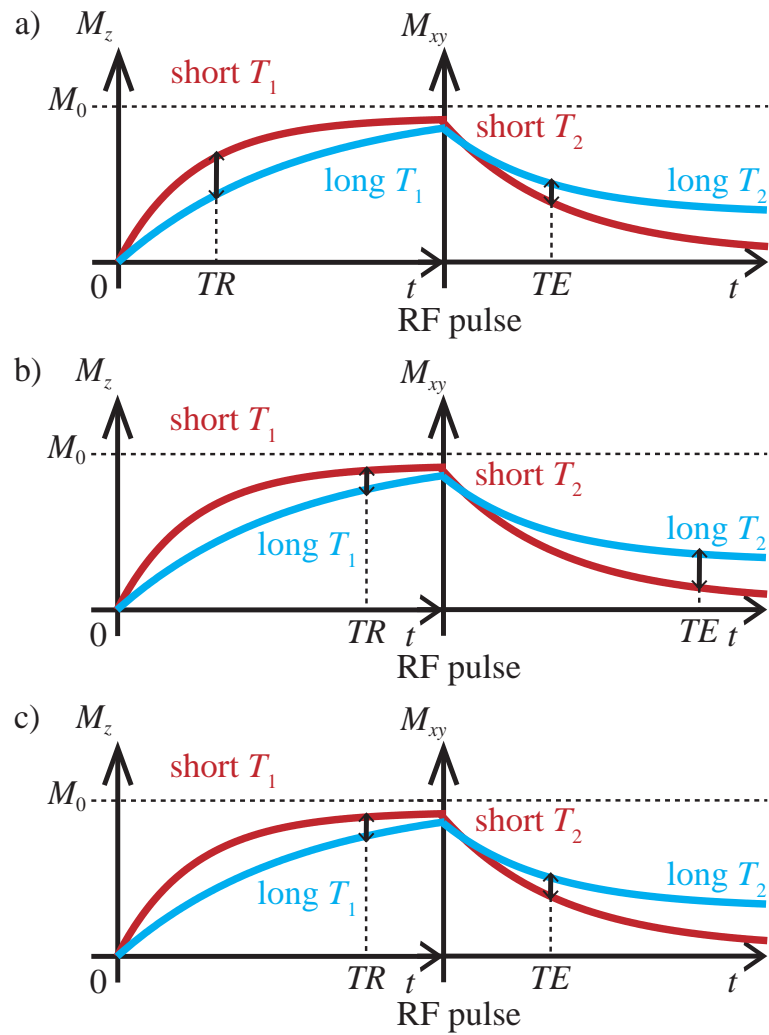 a) M_z M_xy
short T_1
M_0
short T_2
long T_1 long T_2
0 TR t TE t
RF pulse
b) M_z M_xy
short T_1
M_0
short T_2
long T_2
long T_1
0 TR t TE t
RF pulse
c) M_z M_xy
short T_1
M_0
short T_2
long T_1 long T_2
0 TR t TE t
RF pulse